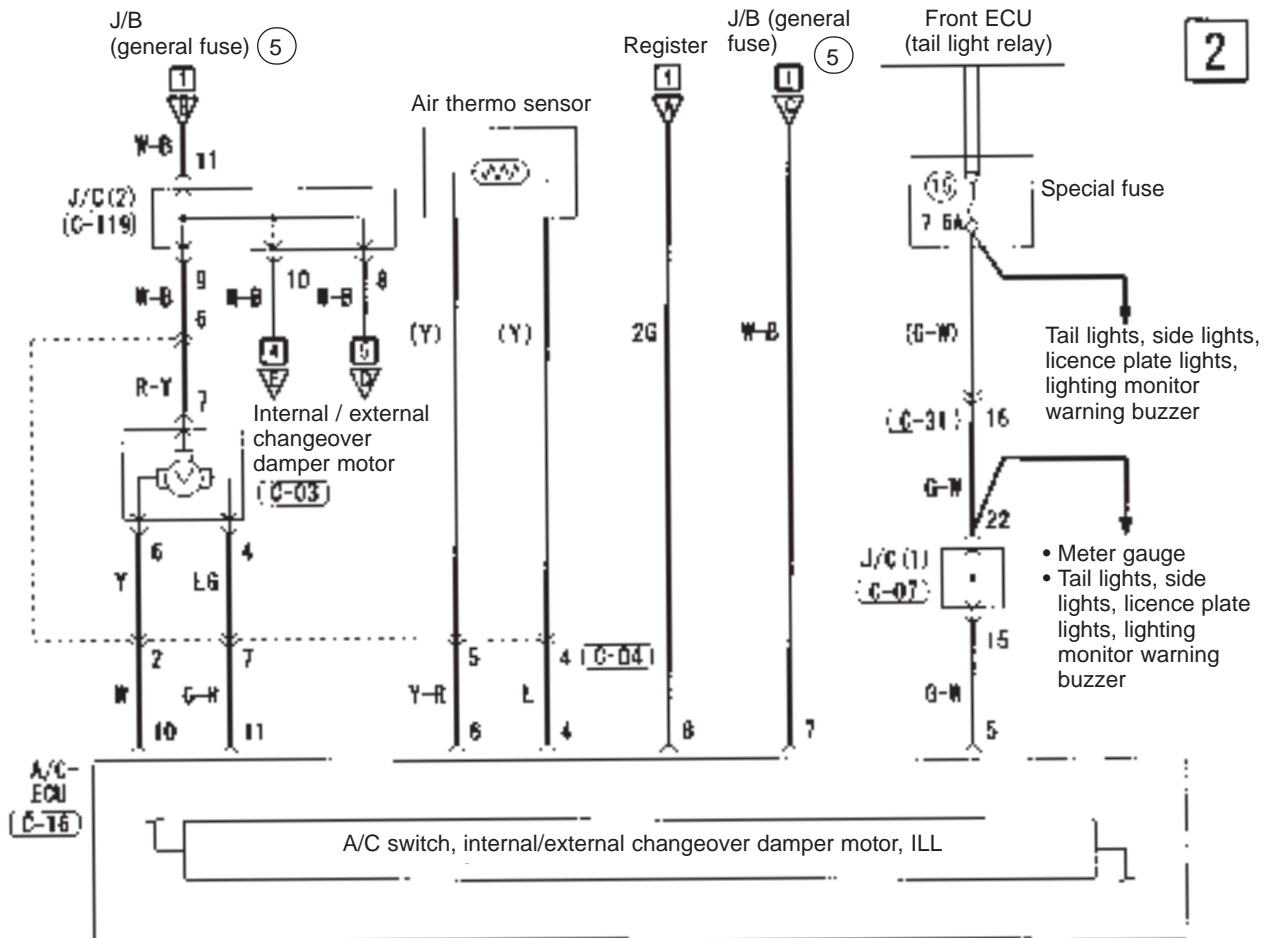 J/B
(general fuse) 5
Register
J/B (general
fuse) 5
Front ECU
(tail light relay)
2
1
B
1
A
1
C
Air thermo sensor
W-B
11
J/C(2)
(C-119)
Special fuse
7.5A
9
10
8
W-B
W-B
W-B
6
(Y)
(Y)
2G
W-B
(G-W)
Tail lights, side lights,
licence plate lights,
lighting monitor
warning buzzer
4
E
5
D
R-Y
7
Internal / external
changeover
damper motor
(C-03)
(C-31)
16
G-W
22
6
4
Y
LG
J/C(1)
(C-07)
• Meter gauge
• Tail lights, side
lights, licence plate
lights, lighting
monitor warning
buzzer
2
7
5
4
(C-04)
15
W
G-W
Y-R
L
G-W
10
11
6
4
7
5
A/C-
ECU
(C-16)
A/C switch, internal/external changeover damper motor, ILL